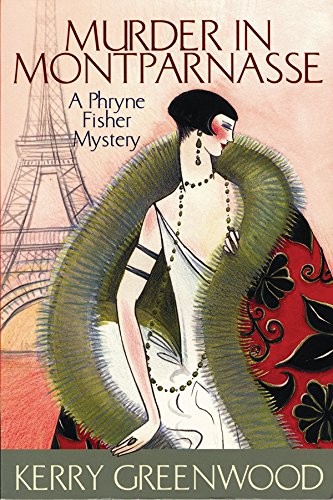 MURDER IN
MONTPARNASSE
A Phryne
Fisher
Mystery
KERRY GREENWOOD